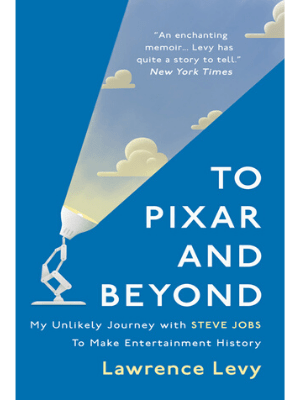 "An enchanting
memoir... Levy has
quite a story to tell."
New York Times
TO
PIXAR
AND
BEYOND
My Unlikely Journey with STEVE JOBS
To Make Entertainment History
Lawrence Levy